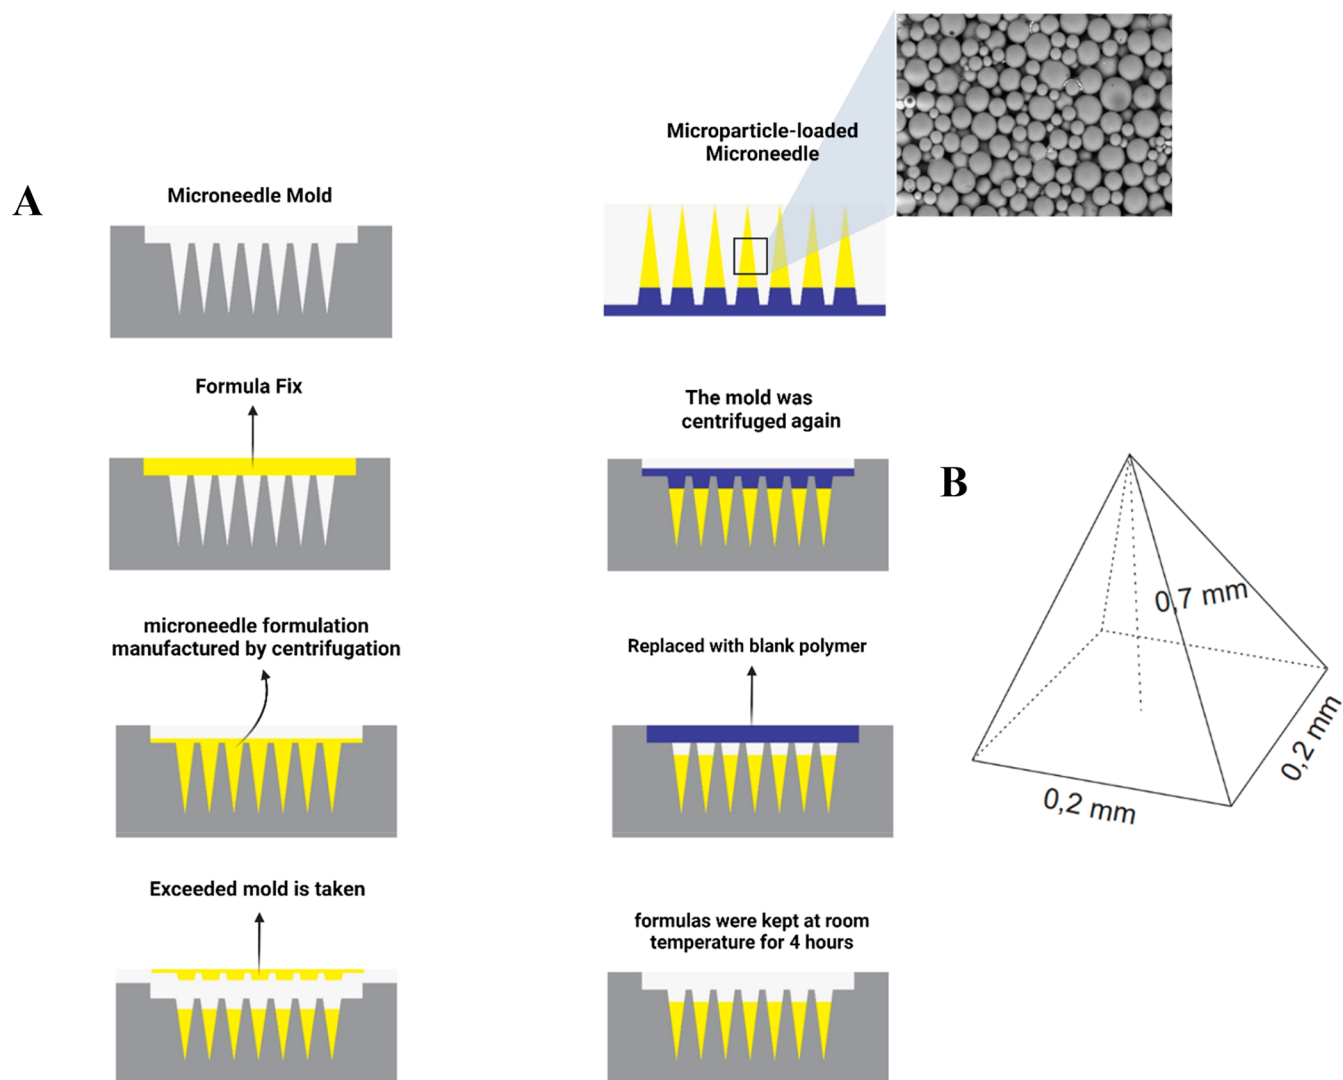 A
Microneedle Mold
Formula Fix
microneedle formulation
manufactured by centrifugation
Exceeded mold is taken
Microparticle-loaded
Microneedle
The mold was
centrifuged again
Replaced with blank polymer
formulas were kept at room
temperature for 4 hours
B
0,7 mm
0,2 mm
0,2 mm